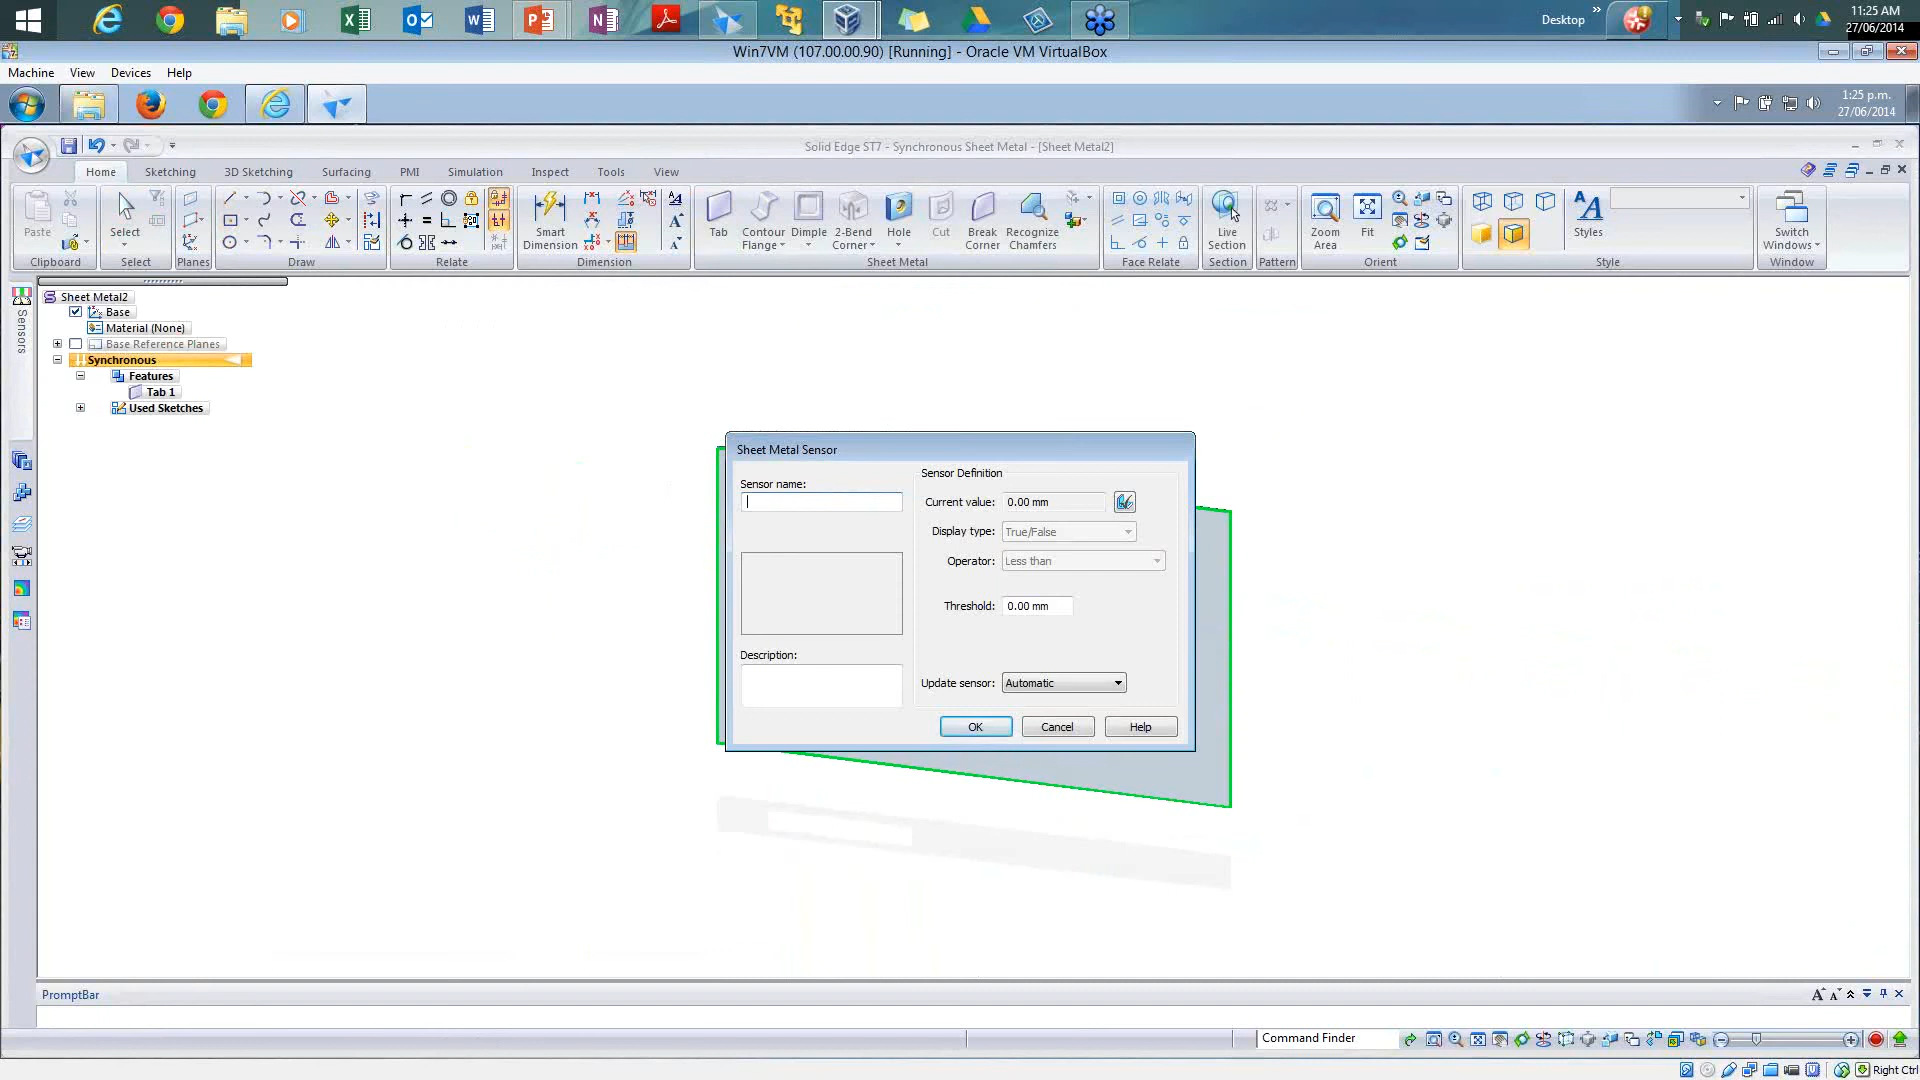 Desktop
11:25 AM
27/06/2014
Win7VM (107.00.00.90) [Running] - Oracle VM VirtualBox
Machine View Devices Help
1:25 p.m.
27/06/2014
Solid Edge ST7 - Synchronous Sheet Metal - [Sheet Metal2]
Home Sketching 3D Sketching Surfacing PMI Simulation Inspect Tools View
Paste
Select
Smart Dimension
Tab
Contour Flange
Dimple
2-Bend Corner
Hole
Cut
Break Corner
Recognize Chamfers
Live Section
Zoom Area
Fit
Styles
Switch Windows
Clipboard Select Planes Draw Relate Dimension Sheet Metal Face Relate Section Pattern Orient Style Window
Sensors
Sheet Metal2
Base
Material (None)
Base Reference Planes
Synchronous
Features
Tab 1
Used Sketches
Sheet Metal Sensor
Sensor name:
Description:
Sensor Definition
Current value: 0.00 mm
Display type: True/False
Operator: Less than
Threshold: 0.00 mm
Update sensor: Automatic
OK Cancel Help
PromptBar
Command Finder
Right Ctrl